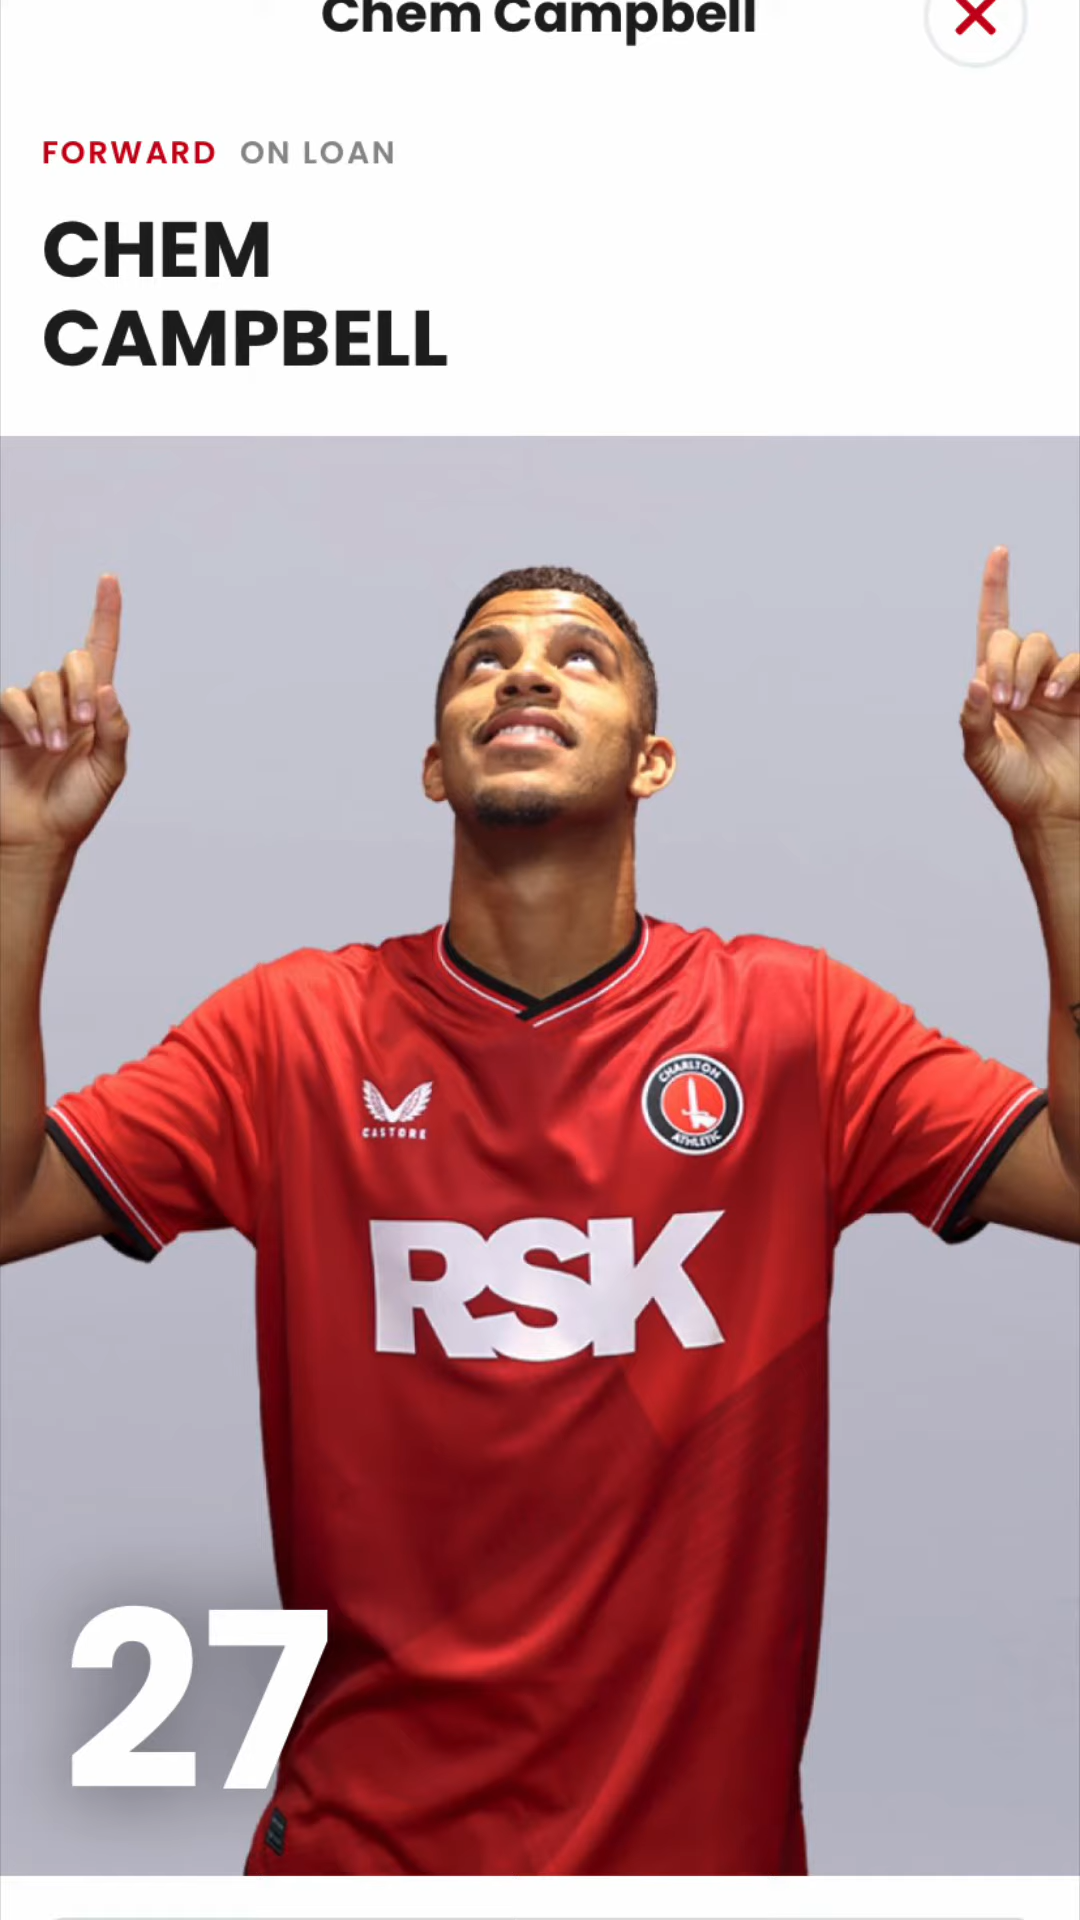 Chem Campbell
FORWARD ON LOAN
CHEM
CAMPBELL
CASTORE
CHARLTON
ATHLETIC
RSK
27